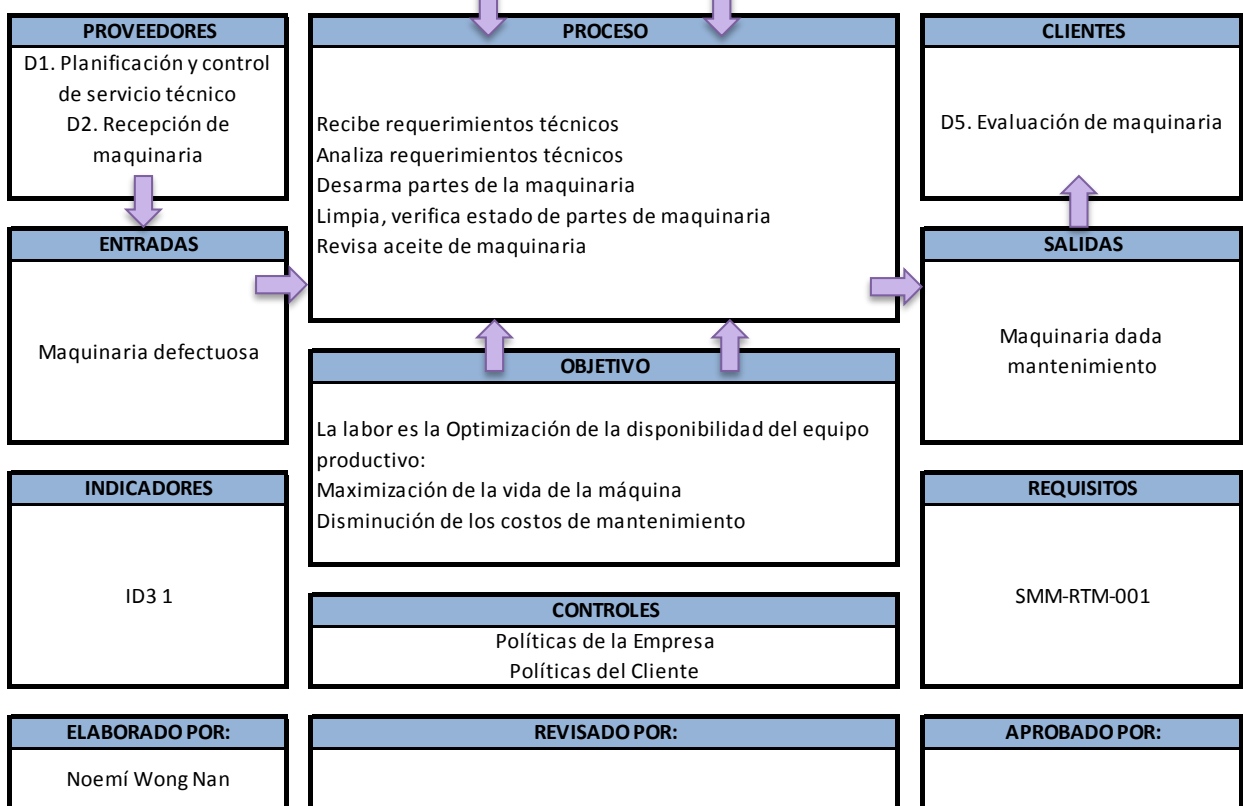 PROVEEDORES
D1. Planificación y control
de servicio técnico
D2. Recepción de
maquinaria
PROCESO
Recibe requerimientos técnicos
Analiza requerimientos técnicos
Desarma partes de la maquinaria
Limpia, verifica estado de partes de maquinaria
Revisa aceite de maquinaria
CLIENTES
D5. Evaluación de maquinaria
ENTRADAS
Maquinaria defectuosa
SALIDAS
Maquinaria dada
mantenimiento
OBJETIVO
La labor es la Optimización de la disponibilidad del equipo
productivo:
Maximización de la vida de la máquina
Disminución de los costos de mantenimiento
INDICADORES
ID3 1
REQUISITOS
SMM-RTM-001
CONTROLES
Políticas de la Empresa
Políticas del Cliente
ELABORADO POR:
Noemí Wong Nan
REVISADO POR:
APROBADO POR: